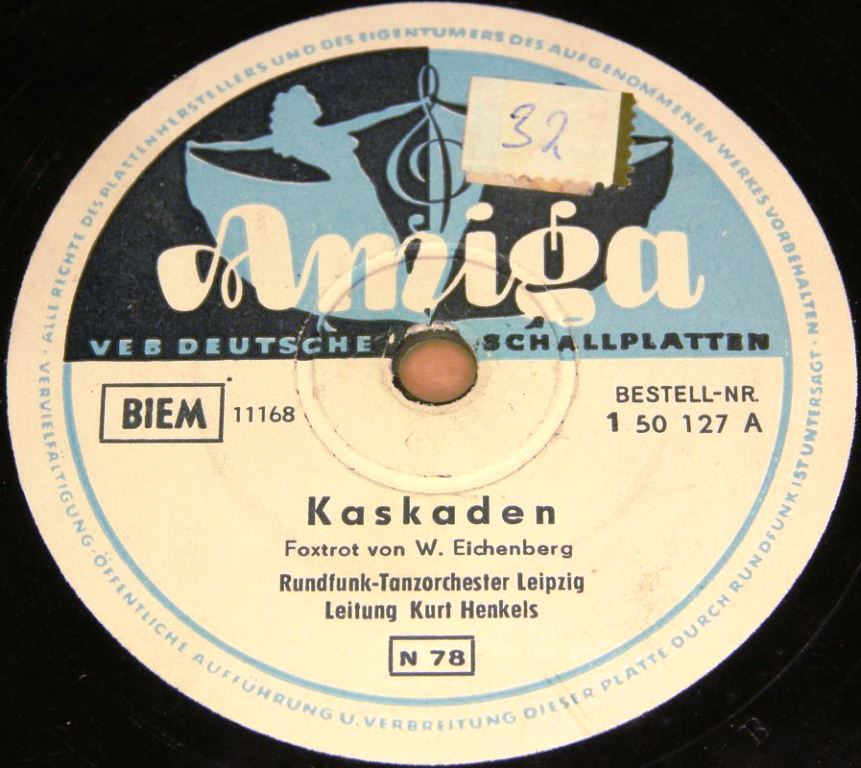 ALLE RECHTE DES PLATTENHERSTELLERS UND DES EIGENTUMERS DES AUFGENOMMENEN WERKES VORBEHALTEN · VERVIELFÄLTIGUNG, ÖFFENTLICHE AUFFÜHRUNG U. VERBREITUNG DIESER PLATTE DURCH RUNDFUNK IST UNTERSAGT ·
32
Amiga
VEB DEUTSCHE SCHALLPLATTEN
BIEM 11168
BESTELL-NR.
1 50 127 A
Kaskaden
Foxtrot von W. Eichenberg
Rundfunk-Tanzorchester Leipzig
Leitung Kurt Henkels
N 78
B